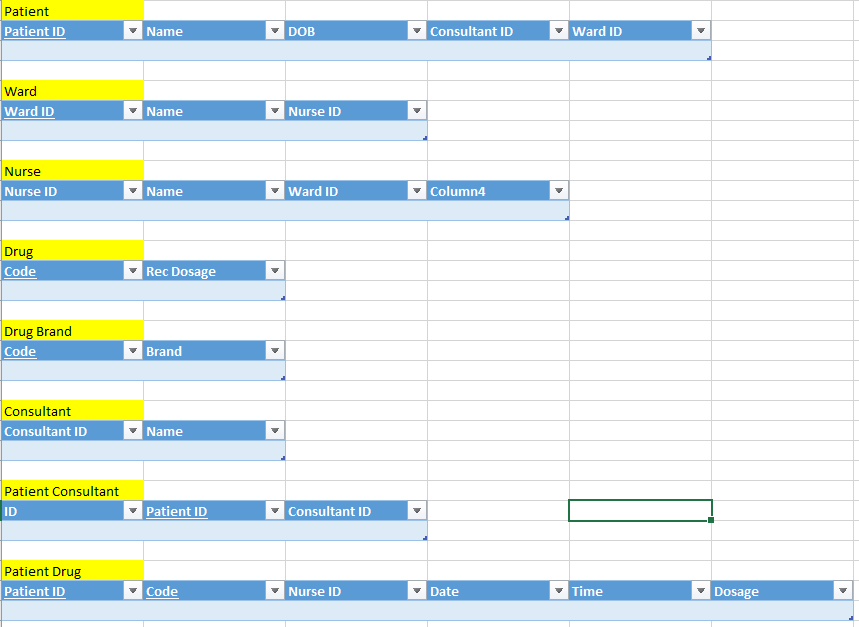 Patient
Patient ID Name DOB Consultant ID Ward ID
Ward
Ward ID Name Nurse ID
Nurse
Nurse ID Name Ward ID Column4
Drug
Code Rec Dosage
Drug Brand
Code Brand
Consultant
Consultant ID Name
Patient Consultant
ID Patient ID Consultant ID
Patient Drug
Patient ID Code Nurse ID Date Time Dosage